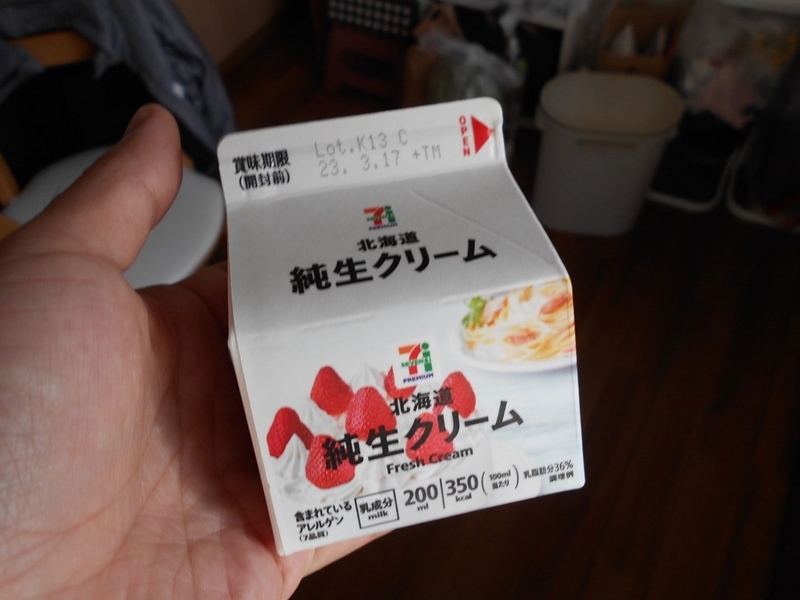 賞味期限
(開封前)
Lot.K13 C
23. 3.17 +TM
OPEN
7i
PREMIUM
北海道
純生クリーム
7i
SEVEN&i
PREMIUM
北海道
純生クリーム
Fresh Cream
含まれている
アレルゲン
(7品目)
乳成分
milk
200
ml
350
kcal
(100ml
当たり)
乳脂肪分36%
調理例